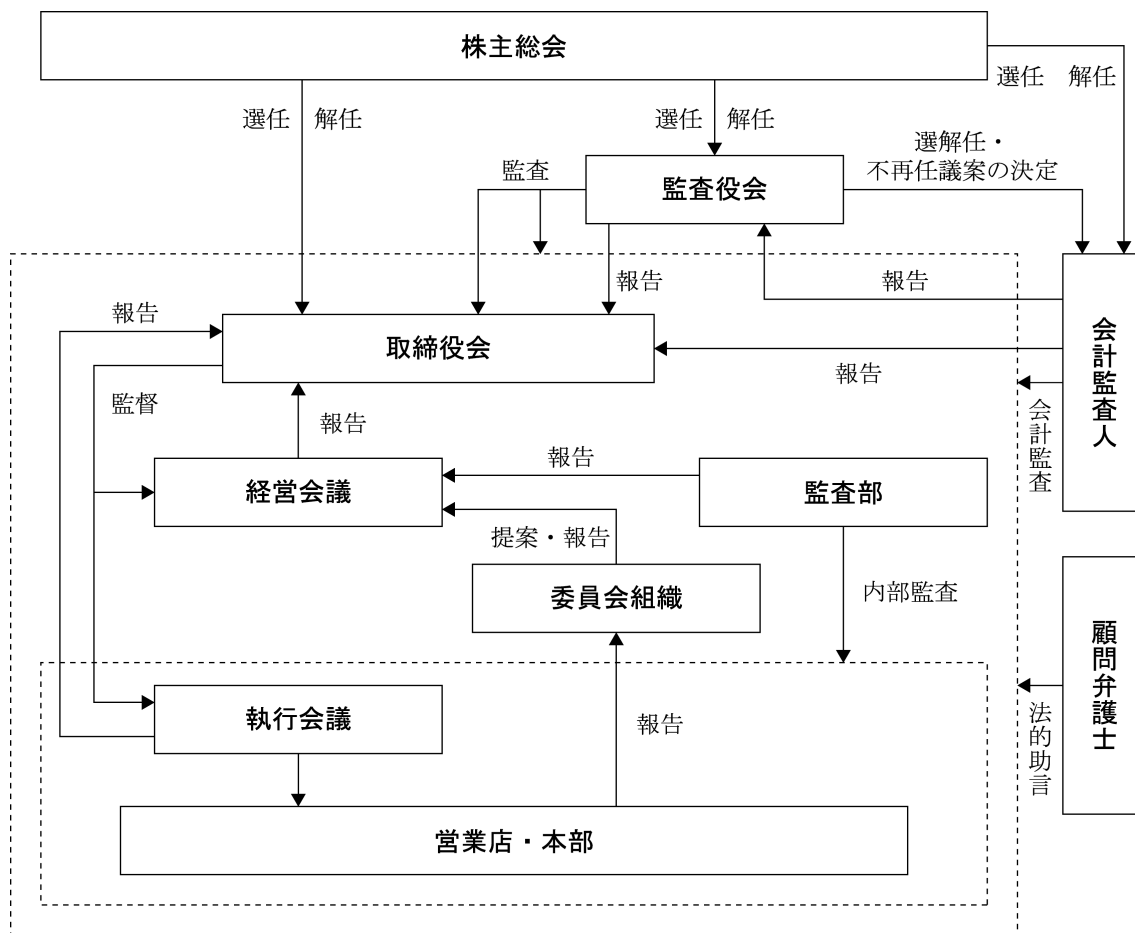 株主総会
選任　解任
選任　解任
選任　解任
選解任・
不再任議案の決定
監査
監査役会
報告
報告
報告
取締役会
報告
監督
報告
会計監査人
会計監査
経営会議
報告
監査部
提案・報告
委員会組織
内部監査
顧問弁護士
法的助言
執行会議
報告
営業店・本部